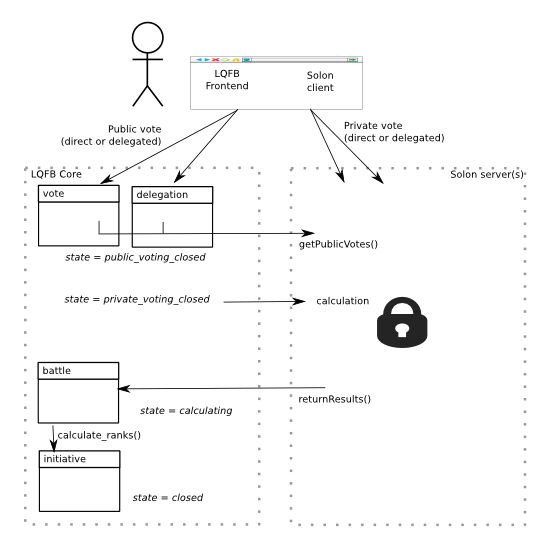 LQFB
Frontend
Solon
client
Public vote
(direct or delegated)
Private vote
(direct or delegated)
LQFB Core
Solon server(s)
vote
delegation
getPublicVotes()
state = public_voting_closed
state = private_voting_closed
calculation
battle
returnResults()
state = calculating
calculate_ranks()
initiative
state = closed